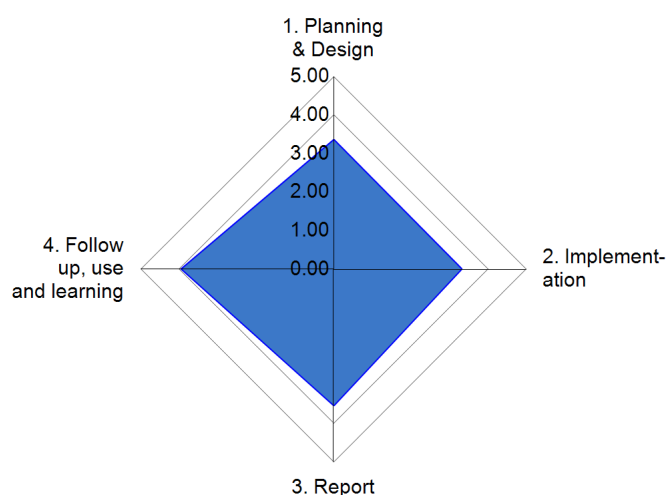 1. Planning
& Design
5.00
4.00
3.00
2.00
1.00
0.00
4. Follow
up, use
and learning
2. Implement-
ation
3. Report